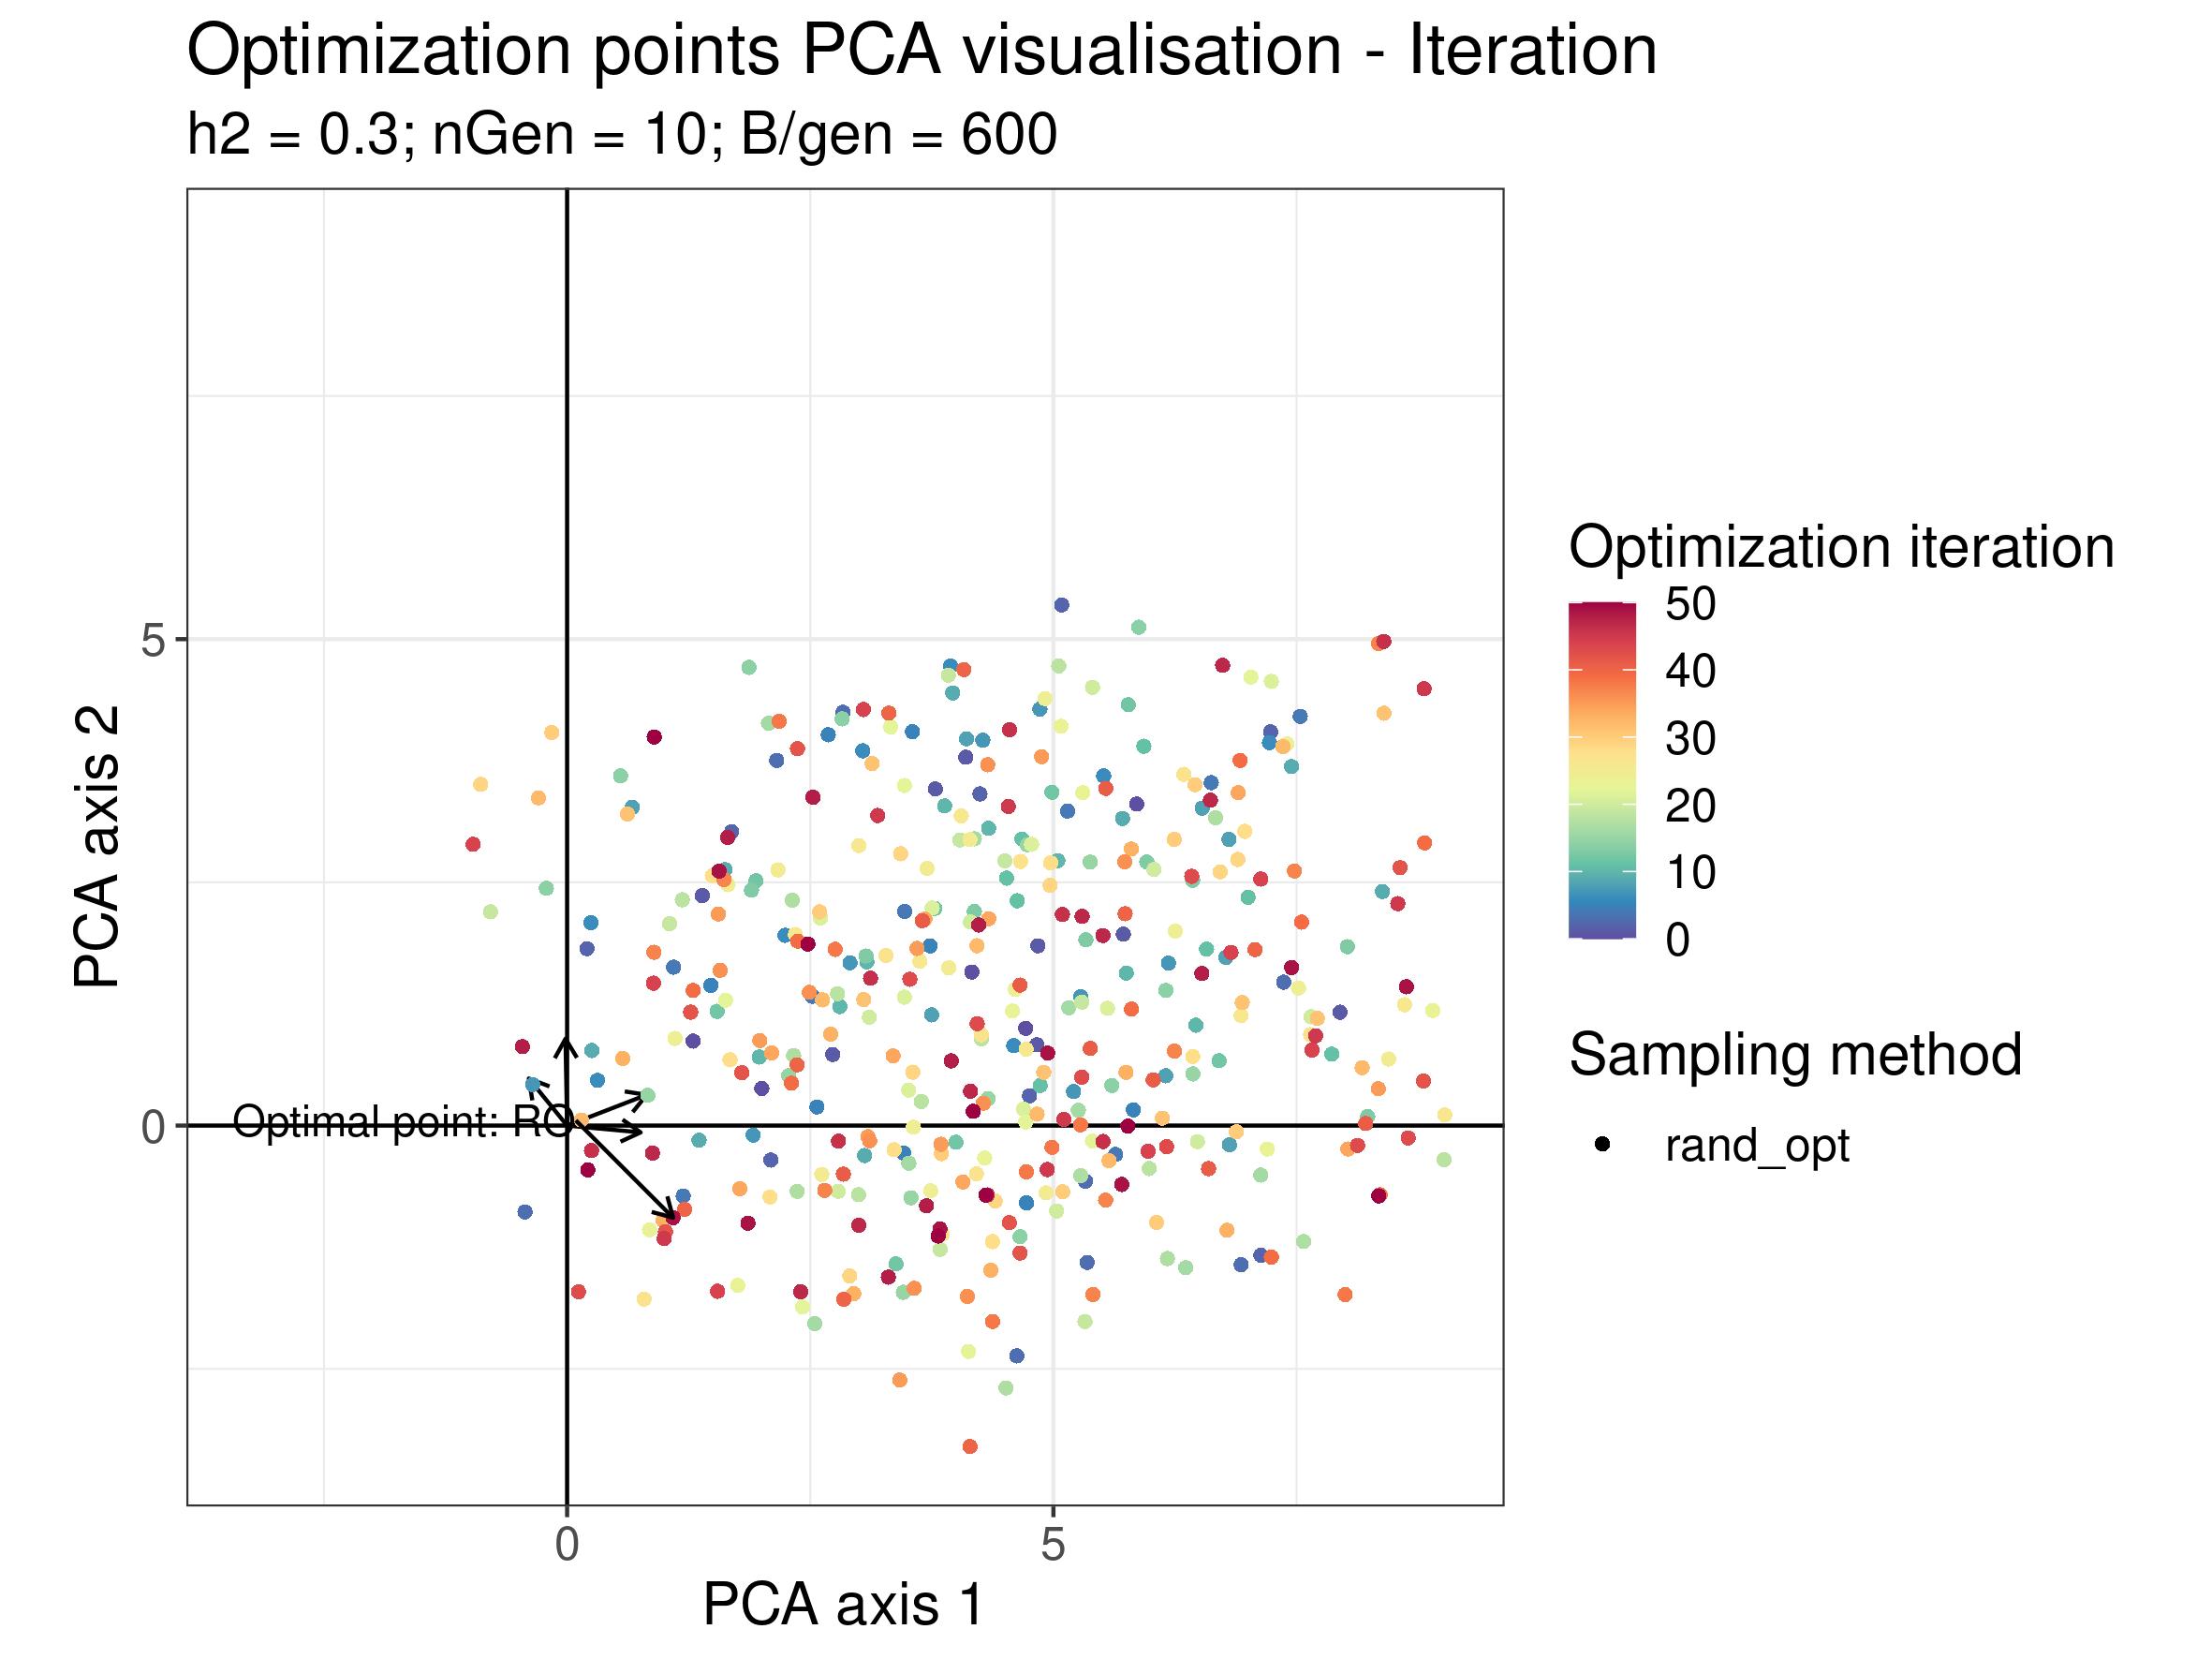 Optimization points PCA visualisation - Iteration
h2 = 0.3; nGen = 10; B/gen = 600
PCA axis 2
5
0
Optimal point: RO
0
5
PCA axis 1
Optimization iteration
50
40
30
20
10
0
Sampling method
rand_opt